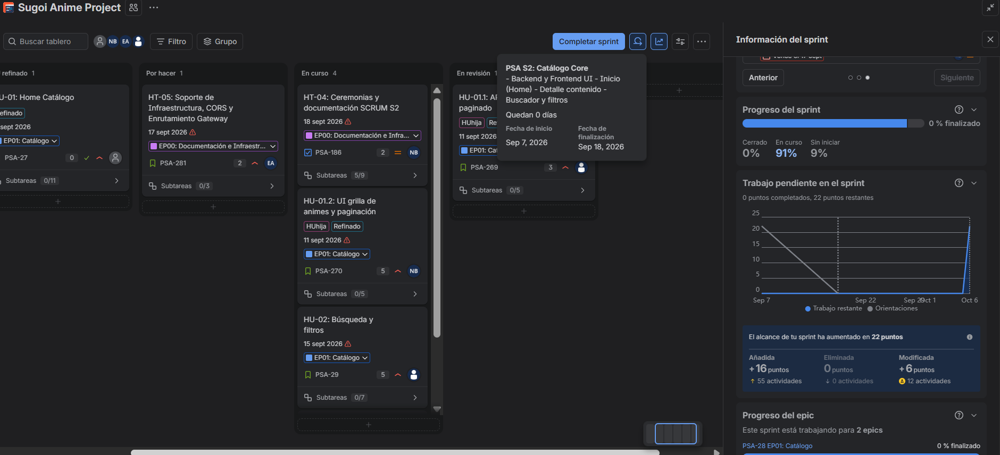 Sugoi Anime Project
Buscar tablero
NB
EA
Filtro
Grupo
Completar sprint
refinado 1
U-01: Home Catálogo
efinado
sept 2026
EP01: Catálogo
PSA-27
0
Subtareas 0/11
Por hacer 1
HT-05: Soporte de
Infraestructura, CORS y
Enrutamiento Gateway
17 sept 2026
EP00: Documentación e Infraestr...
PSA-281
2
EA
Subtareas 0/3
En curso 4
HT-04: Ceremonias y
documentación SCRUM S2
18 sept 2026
EP00: Documentación e Infra...
PSA-186
2
NB
Subtareas 5/9
HU-01.2: UI grilla de
animes y paginación
HUhija Refinado
11 sept 2026
EP01: Catálogo
PSA-270
5
NB
Subtareas 0/5
HU-02: Búsqueda y
filtros
15 sept 2026
EP01: Catálogo
PSA-29
5
Subtareas 0/7
En revisión 1
HU-01.1: AP
paginado
HUhija Re
11 sept 2026
EP01: Cat
PSA-269
3
Subtareas 0/5
PSA S2: Catálogo Core
- Backend y Frontend UI - Inicio
(Home) - Detalle contenido -
Buscador y filtros
Quedan 0 días
Fecha de inicio
Sep 7, 2026
Fecha de
finalización
Sep 18, 2026
Información del sprint
Anterior
Siguiente
Progreso del sprint
0 % finalizado
Cerrado En curso Sin iniciar
0% 91% 9%
Trabajo pendiente en el sprint
0 puntos completados, 22 puntos restantes
25
20
15
10
5
0
Sep 7 Sep 22 Sep 29 Oct 1 Oct 6
Trabajo restante Orientaciones
El alcance de tu sprint ha aumentado en 22 puntos
Añadida Eliminada Modificada
+16 puntos 0 puntos +6 puntos
↑ 55 actividades ↓ 0 actividades Δ 12 actividades
Progreso del epic
Este sprint está trabajando para 2 epics
PSA-28 EP01: Catálogo 0 % finalizado